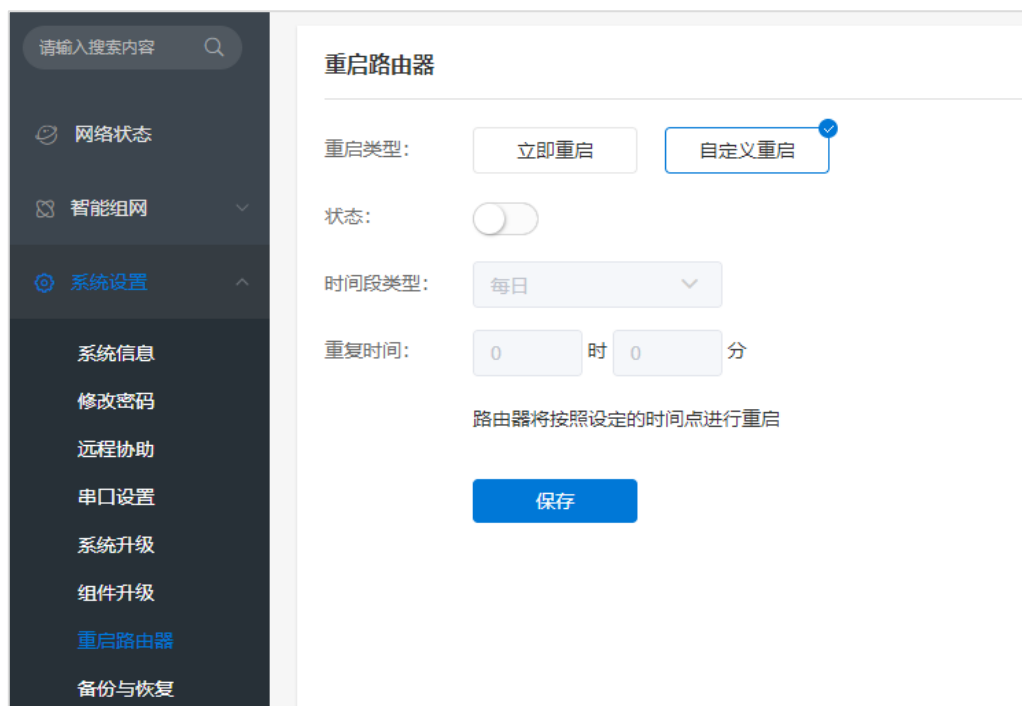 请输入搜索内容
网络状态
智能组网
系统设置
系统信息
修改密码
远程协助
串口设置
系统升级
组件升级
重启路由器
备份与恢复
重启路由器
重启类型： 立即重启 自定义重启
状态：
时间段类型： 每日
重复时间： 0 时 0 分
路由器将按照设定的时间点进行重启
保存